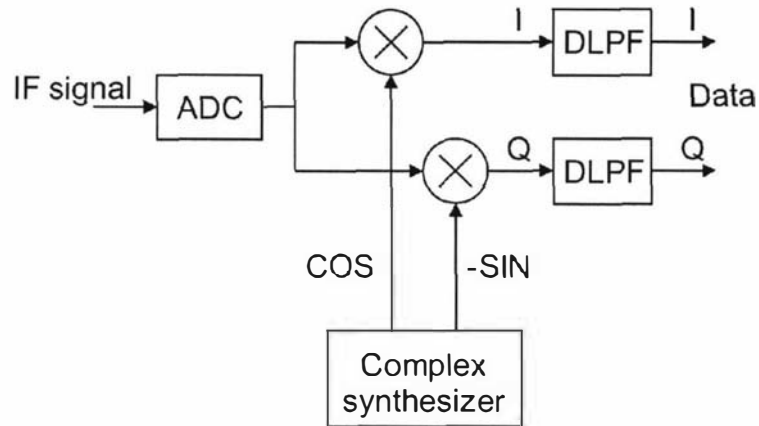 I
DLPF
I
IF signal
ADC
Data
Q
DLPF
Q
COS
-SIN
Complex
synthesizer